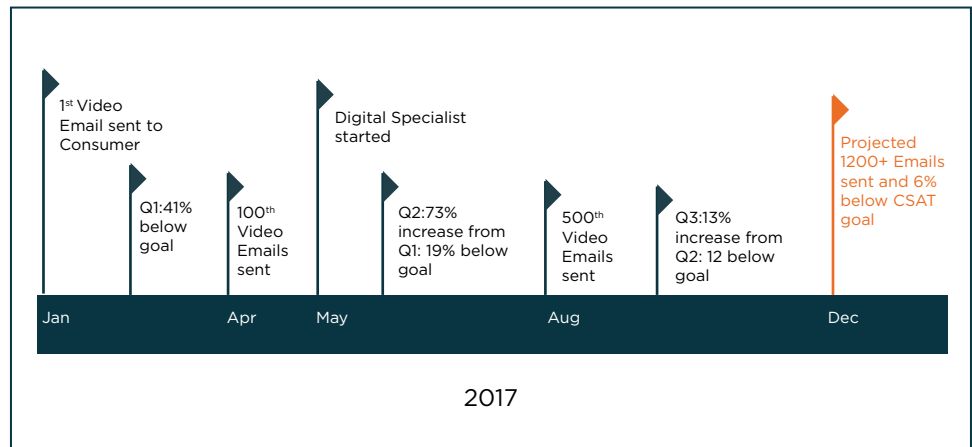 1st Video
Email sent to
Consumer
Q1:41%
below
goal
100th
Video
Emails
sent
Digital Specialist
started
Q2:73%
increase from
Q1: 19% below
goal
500th
Video
Emails
sent
Q3:13%
increase from
Q2: 12 below
goal
Projected
1200+ Emails
sent and 6%
below CSAT
goal
Jan
Apr
May
Aug
Dec
2017